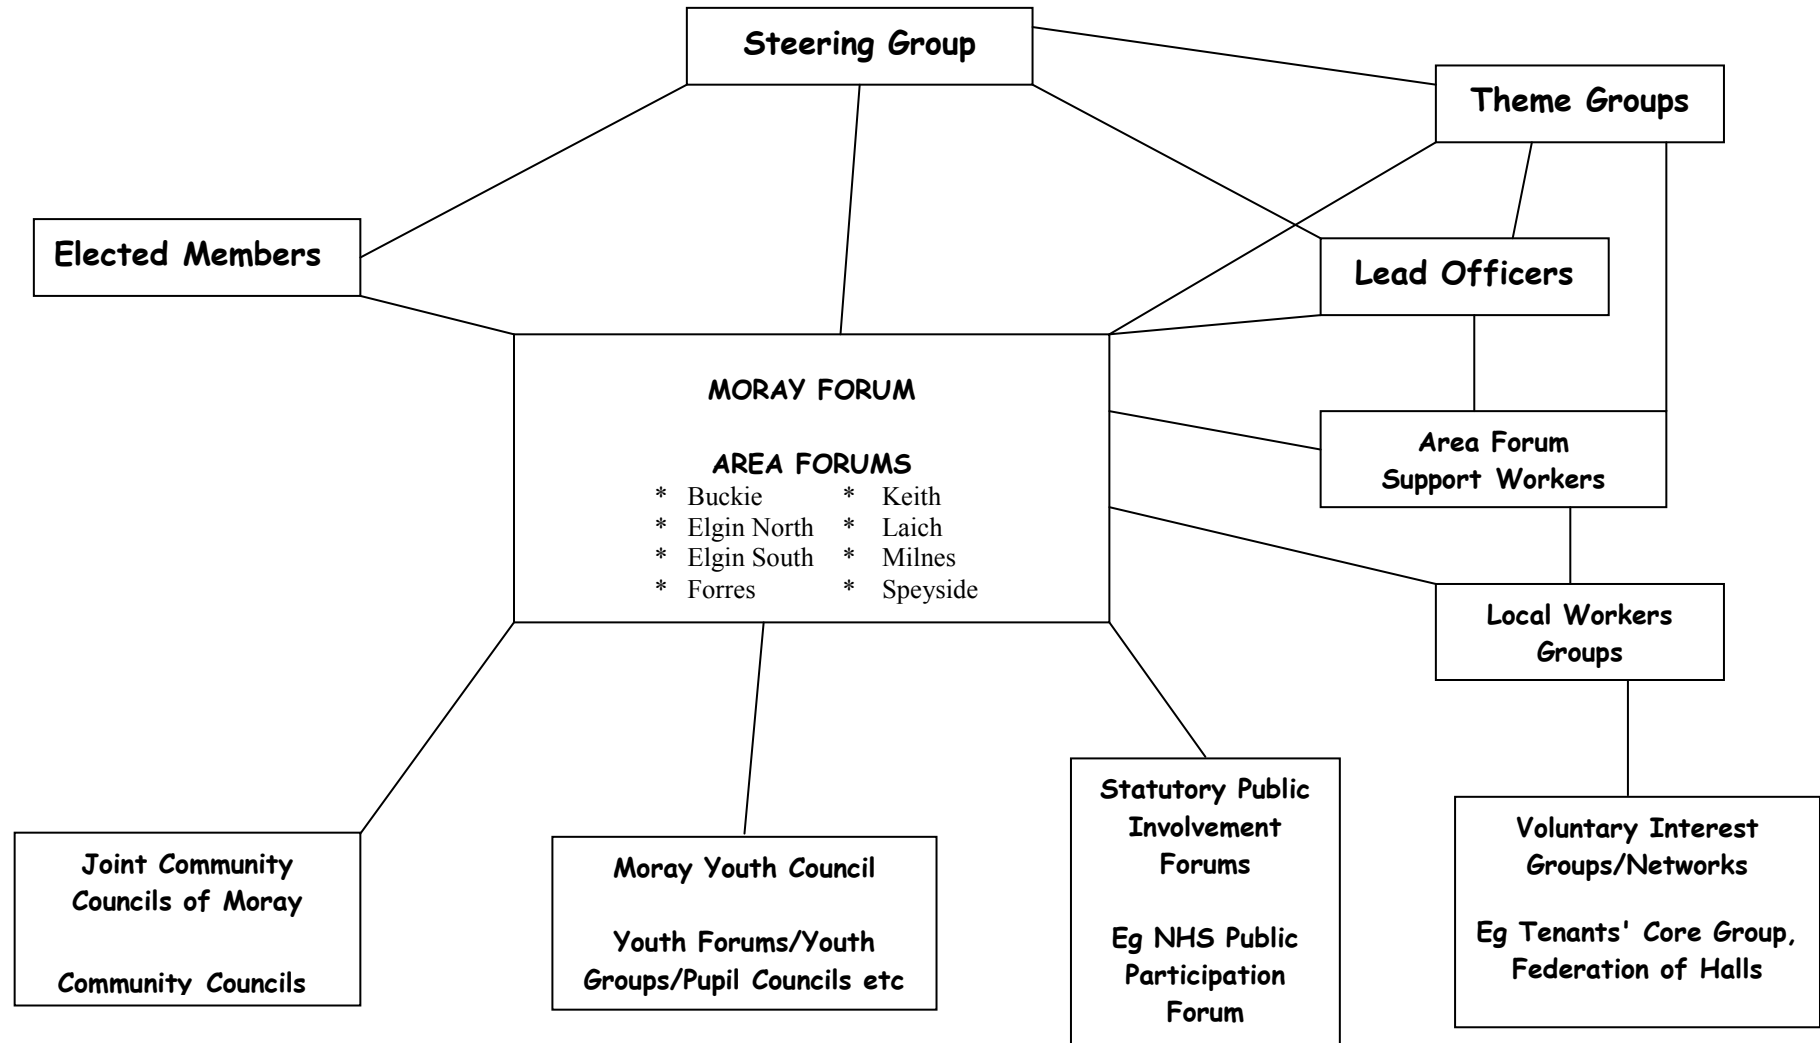 Steering Group
Theme Groups
Elected Members
Lead Officers
MORAY FORUM
AREA FORUMS
* Buckie * Keith
* Elgin North * Laich
* Elgin South * Milnes
* Forres * Speyside
Area Forum
Support Workers
Local Workers
Groups
Joint Community
Councils of Moray
Community Councils
Moray Youth Council
Youth Forums/Youth
Groups/Pupil Councils etc
Statutory Public
Involvement
Forums
Eg NHS Public
Participation
Forum
Voluntary Interest
Groups/Networks
Eg Tenants' Core Group,
Federation of Halls